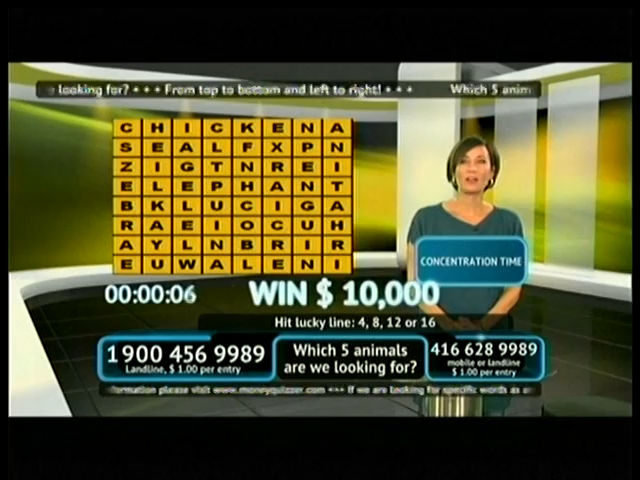 e looking for? * * * From top to bottom and left to right! * * * Which 5 anim
C H I C K E N A
S E A L F X P N
Z I G T N R E I
E L E P H A N T
B K L U C I G A
R A E I O C U H
A Y L N B R I R
E U W A L E N I
CONCENTRATION TIME
00:00:06
WIN $ 10,000
Hit lucky line: 4, 8, 12 or 16
1 900 456 9989
Landline, $ 1.00 per entry
Which 5 animals
are we looking for?
416 628 9989
mobile or landline
$ 1.00 per entry
formation please visit www.moneyquizzer.com *** If we are looking for specific words as a